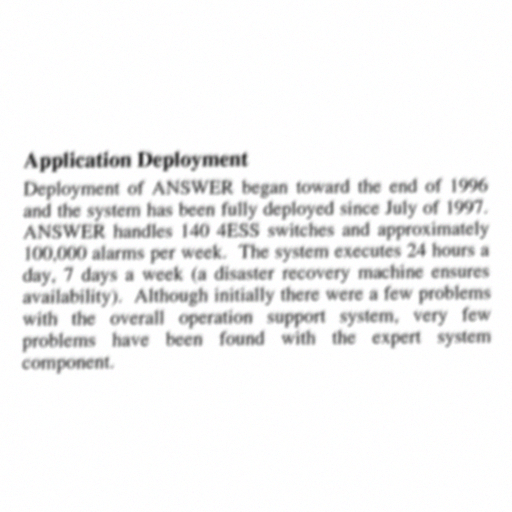 Application Deployment
Deployment of ANSWER began toward the end of 1996
and the system has been fully deployed since July of 1997.
ANSWER handles 140 4ESS switches and approximately
100,000 alarms per week. The system executes 24 hours a
day, 7 days a week (a disaster recovery machine ensures
availability). Although initially there were a few problems
with the overall operation support system, very few
problems have been found with the expert system
component.